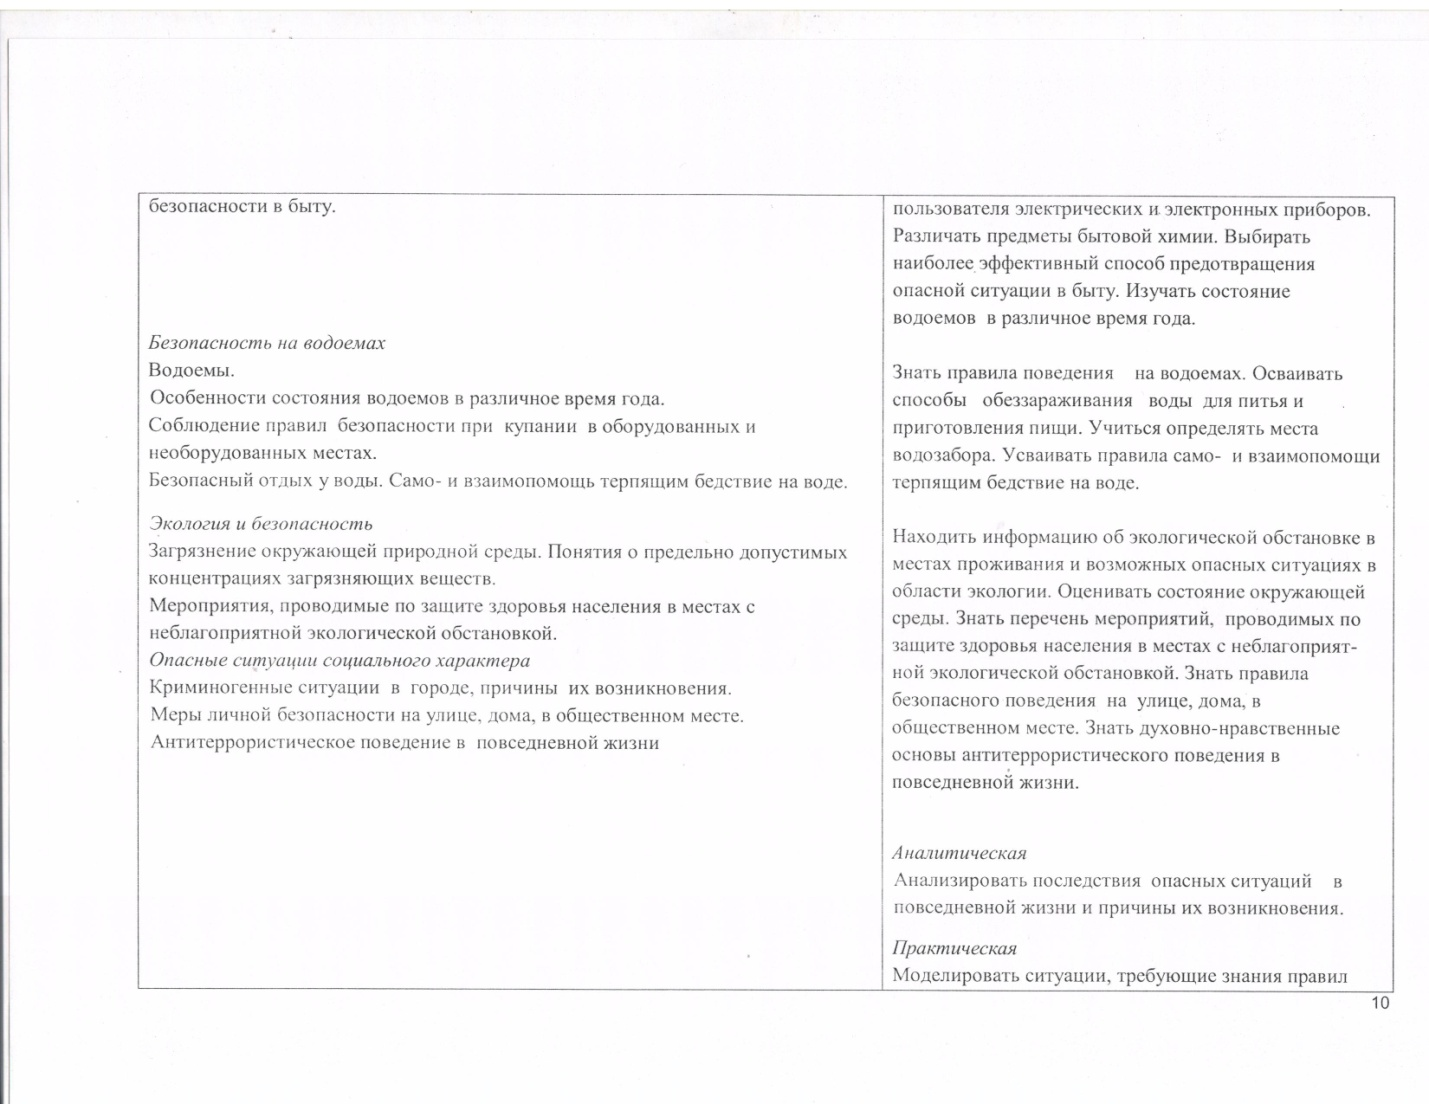 безопасности в быту.
Безопасность на водоемах
Водоемы.
Особенности состояния водоемов в различное время года.
Соблюдение правил безопасности при купании в оборудованных и
необорудованных местах.
Безопасный отдых у воды. Само- и взаимопомощь терпящим бедствие на воде.
Экология и безопасность
Загрязнение окружающей природной среды. Понятия о предельно допустимых
концентрациях загрязняющих веществ.
Мероприятия, проводимые по защите здоровья населения в местах с
неблагоприятной экологической обстановкой.
Опасные ситуации социального характера
Криминогенные ситуации в городе, причины их возникновения.
Меры личной безопасности на улице, дома, в общественном месте.
Антитеррористическое поведение в повседневной жизни
пользователя электрических и электронных приборов.
Различать предметы бытовой химии. Выбирать
наиболее эффективный способ предотвращения
опасной ситуации в быту. Изучать состояние
водоемов в различное время года.
Знать правила поведения на водоемах. Осваивать
способы обеззараживания воды для питья и
приготовления пищи. Учиться определять места
водозабора. Усваивать правила само- и взаимопомощи
терпящим бедствие на воде.
Находить информацию об экологической обстановке в
местах проживания и возможных опасных ситуациях в
области экологии. Оценивать состояние окружающей
среды. Знать перечень мероприятий, проводимых по
защите здоровья населения в местах с неблагоприят-
ной экологической обстановкой. Знать правила
безопасного поведения на улице, дома, в
общественном месте. Знать духовно-нравственные
основы антитеррористического поведения в
повседневной жизни.
Аналитическая
Анализировать последствия опасных ситуаций в
повседневной жизни и причины их возникновения.
Практическая
Моделировать ситуации, требующие знания правил
10